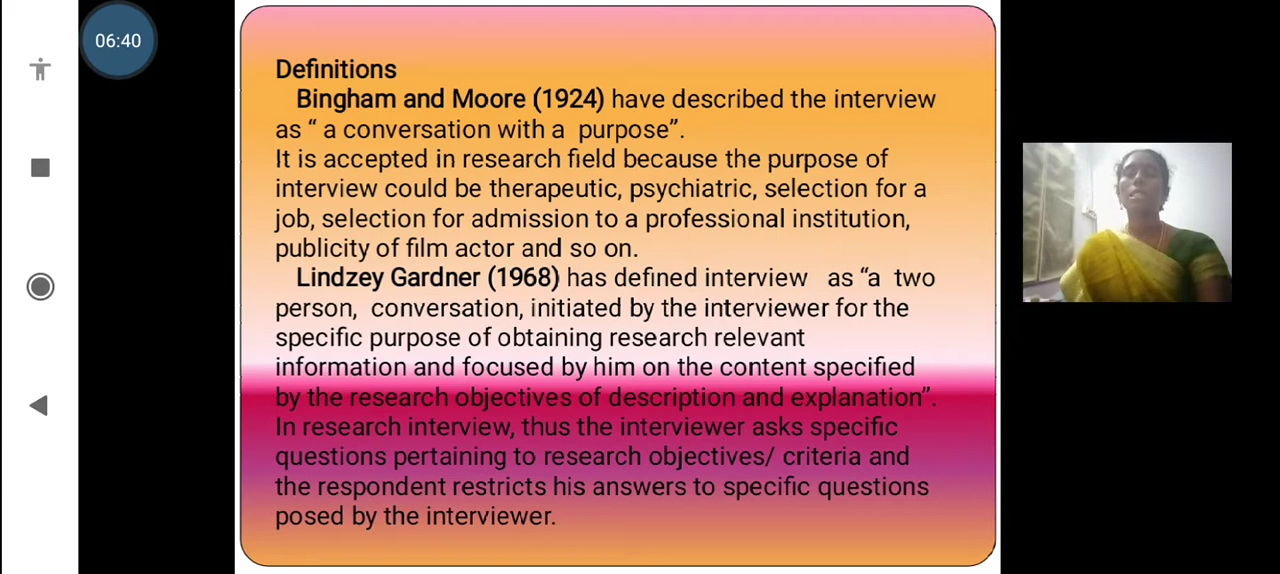 06:40
Definitions
Bingham and Moore (1924) have described the interview
as “ a conversation with a purpose”.
It is accepted in research field because the purpose of
interview could be therapeutic, psychiatric, selection for a
job, selection for admission to a professional institution,
publicity of film actor and so on.
Lindzey Gardner (1968) has defined interview as “a two
person, conversation, initiated by the interviewer for the
specific purpose of obtaining research relevant
information and focused by him on the content specified
by the research objectives of description and explanation”.
In research interview, thus the interviewer asks specific
questions pertaining to research objectives/ criteria and
the respondent restricts his answers to specific questions
posed by the interviewer.